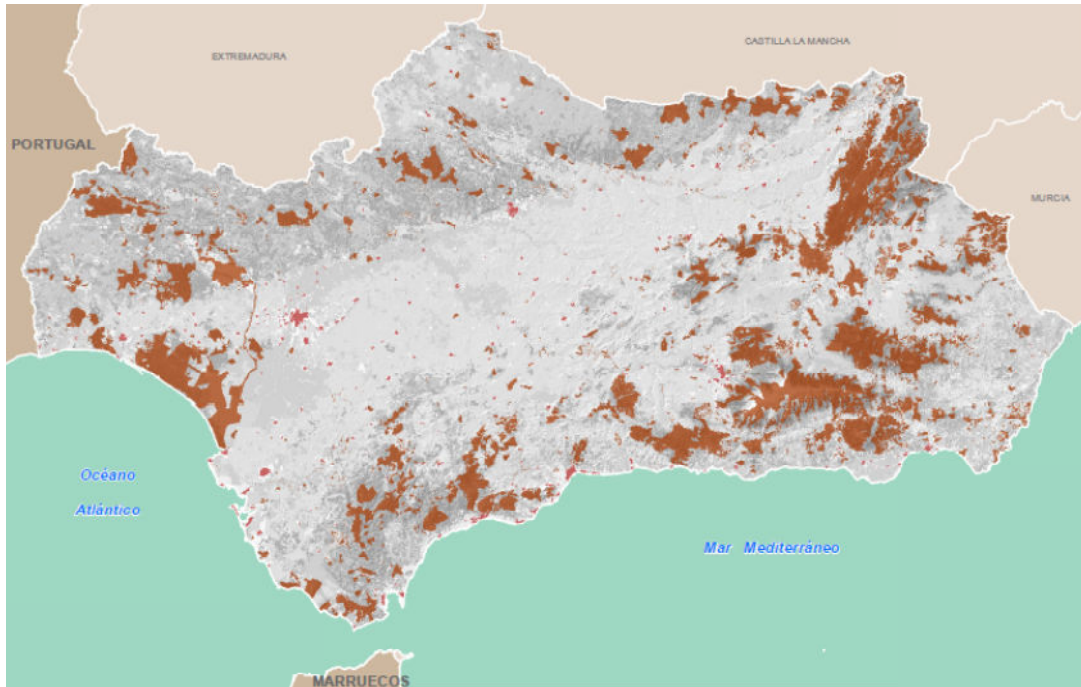 CASTILLA LA MANCHA
EXTREMADURA
PORTUGAL
MURCIA
Océano
Atlántico
Mar Mediterráneo
MARRUECOS